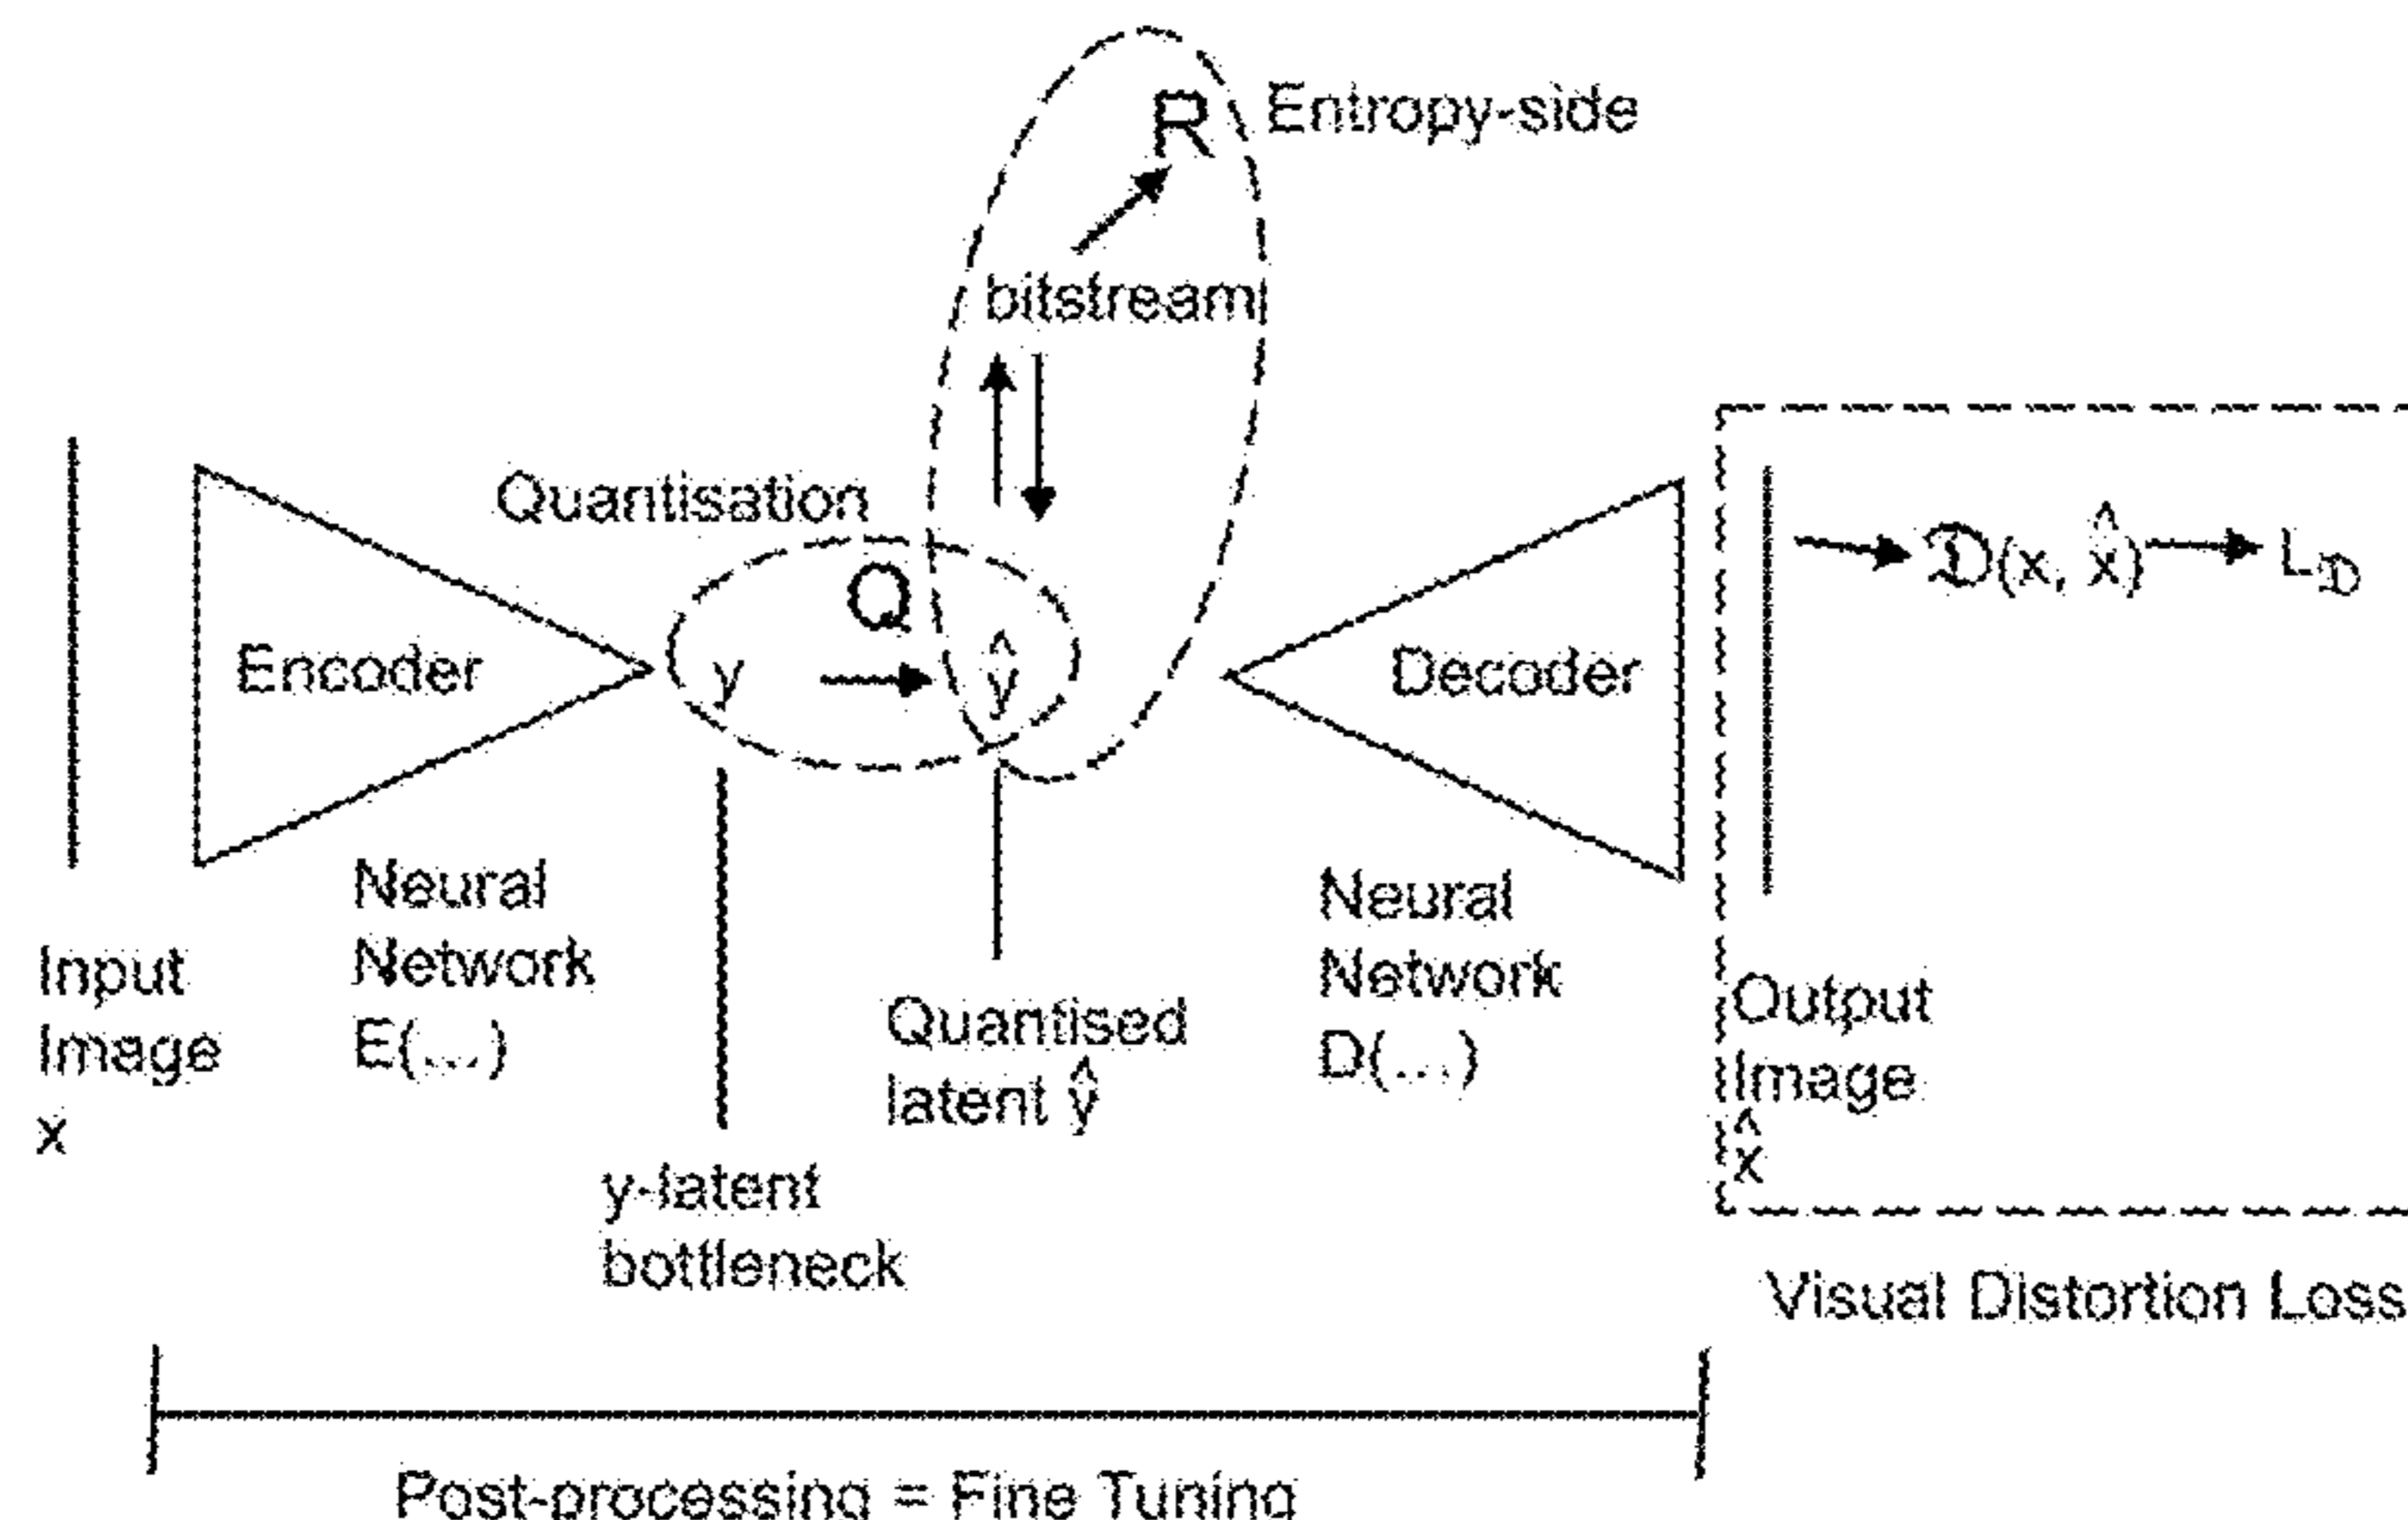 R Entropy-side
bitstream
Quantisation
Q
y
ŷ
Encoder
Decoder
𝒟(x, x̂)
L𝒟
Neural
Network
E(...)
Neural
Network
D(...)
Input
Image
x
Quantised
latent ŷ
Output
Image
x̂
y-latent
bottleneck
Visual Distortion Loss
Post-processing = Fine Tuning